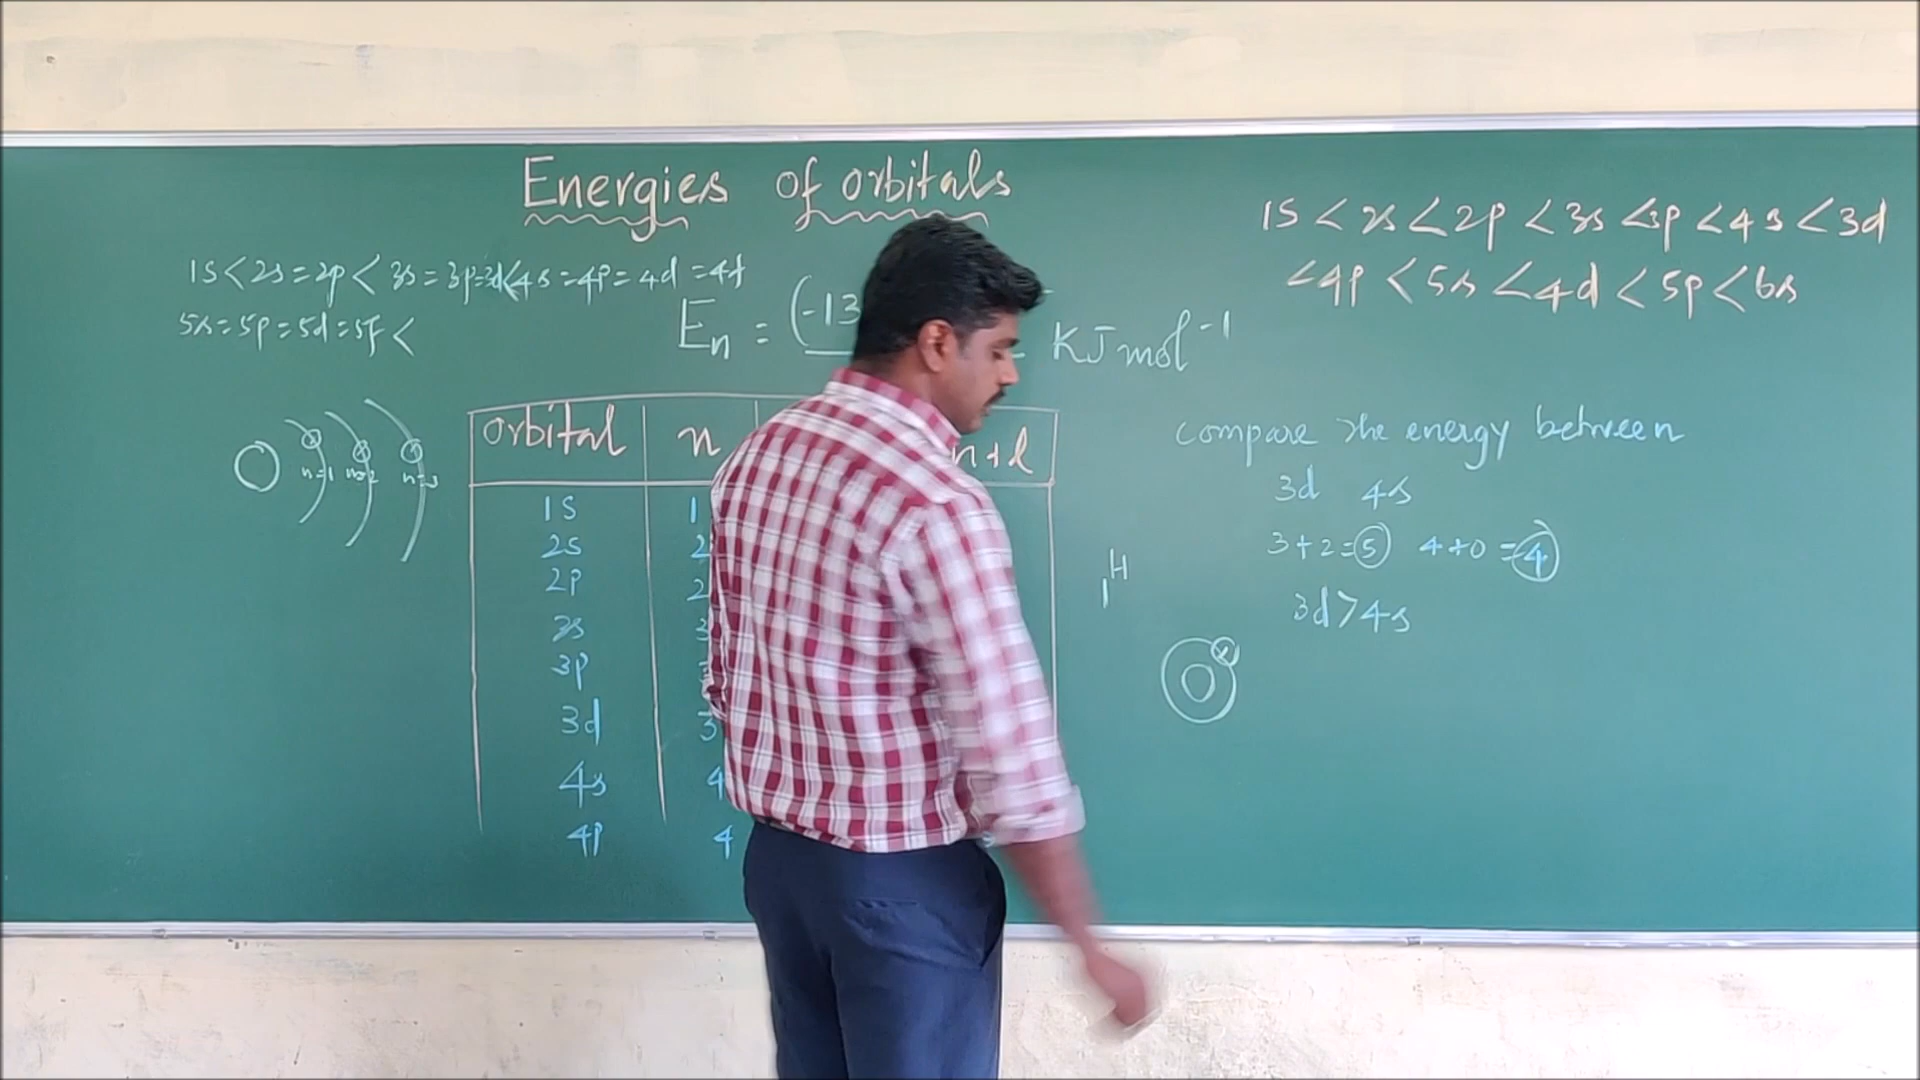 Energies of orbitals
1s < 2s = 2p < 3s = 3p = 3d < 4s = 4p = 4d = 4f
5s = 5p = 5d = 5f <
En = (-13 KJ mol-1
1s < 2s < 2p < 3s < 3p < 4s < 3d
< 4p < 5s < 4d < 5p < 6s
n=1 n=2 n=3
orbital n n+l
1s 1
2s 2
2p 2
3s 3
3p 3
3d 3
4s 4
4p 4
1H
compare the energy between
3d 4s
3+2=5 4+0=4
3d>4s